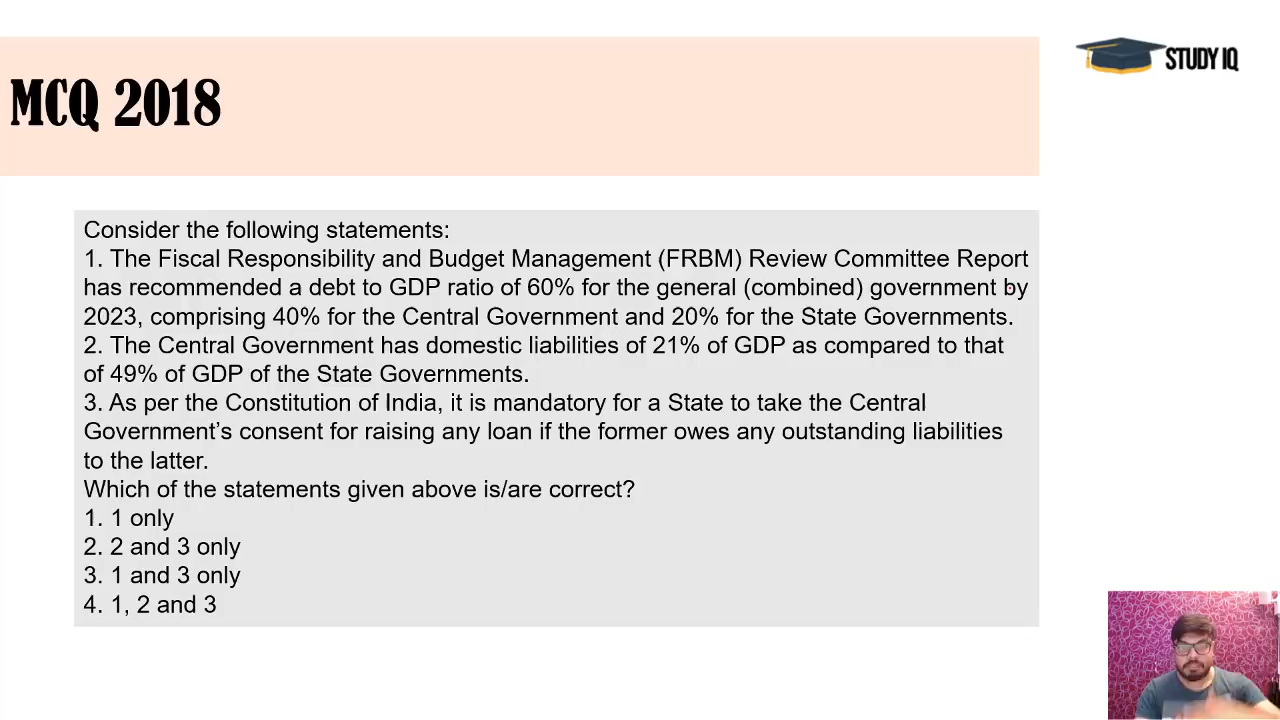 STUDY IQ
MCQ 2018
Consider the following statements:
1. The Fiscal Responsibility and Budget Management (FRBM) Review Committee Report
has recommended a debt to GDP ratio of 60% for the general (combined) government by
2023, comprising 40% for the Central Government and 20% for the State Governments.
2. The Central Government has domestic liabilities of 21% of GDP as compared to that
of 49% of GDP of the State Governments.
3. As per the Constitution of India, it is mandatory for a State to take the Central
Government’s consent for raising any loan if the former owes any outstanding liabilities
to the latter.
Which of the statements given above is/are correct?
1. 1 only
2. 2 and 3 only
3. 1 and 3 only
4. 1, 2 and 3